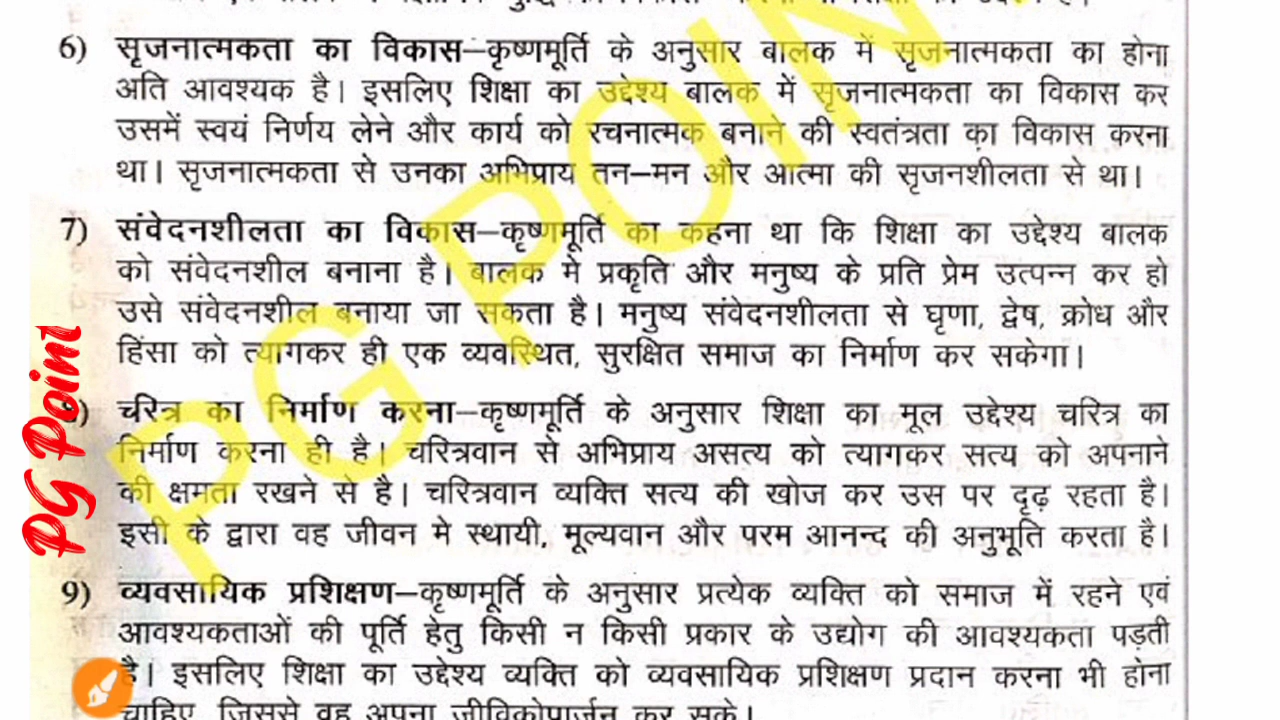 6) सृजनात्मकता का विकास–कृष्णमूर्ति के अनुसार बालक में सृजनात्मकता का होना
अति आवश्यक है। इसलिए शिक्षा का उद्देश्य बालक में सृजनात्मकता का विकास कर
उसमें स्वयं निर्णय लेने और कार्य को रचनात्मक बनाने की स्वतंत्रता का विकास करना
था। सृजनात्मकता से उनका अभिप्राय तन–मन और आत्मा की सृजनशीलता से था।
7) संवेदनशीलता का विकास–कृष्णमूर्ति का कहना था कि शिक्षा का उद्देश्य बालक
को संवेदनशील बनाना है। बालक मे प्रकृति और मनुष्य के प्रति प्रेम उत्पन्न कर हो
उसे संवेदनशील बनाया जा सकता है। मनुष्य संवेदनशीलता से घृणा, द्वेष, क्रोध और
हिंसा को त्यागकर ही एक व्यवस्थित, सुरक्षित समाज का निर्माण कर सकेगा।
8) चरित्र का निर्माण करना–कृष्णमूर्ति के अनुसार शिक्षा का मूल उद्देश्य चरित्र का
निर्माण करना ही है। चरित्रवान से अभिप्राय असत्य को त्यागकर सत्य को अपनाने
की क्षमता रखने से है। चरित्रवान व्यक्ति सत्य की खोज कर उस पर दृढ़ रहता है।
इसी के द्वारा वह जीवन मे स्थायी, मूल्यवान और परम आनन्द की अनुभूति करता है।
9) व्यवसायिक प्रशिक्षण–कृष्णमूर्ति के अनुसार प्रत्येक व्यक्ति को समाज में रहने एवं
आवश्यकताओं की पूर्ति हेतु किसी न किसी प्रकार के उद्योग की आवश्यकता पड़ती
है। इसलिए शिक्षा का उद्देश्य व्यक्ति को व्यवसायिक प्रशिक्षण प्रदान करना भी होना
चाहिए, जिससे वह अपना जीविकोपार्जन कर सके।
PG Point
PG POIN